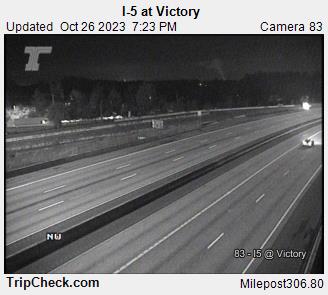 I-5 at Victory
Updated Oct 26 2023 7:23 PM Camera 83
T
NW
83 - I5 @ Victory
TripCheck.com Milepost306.80